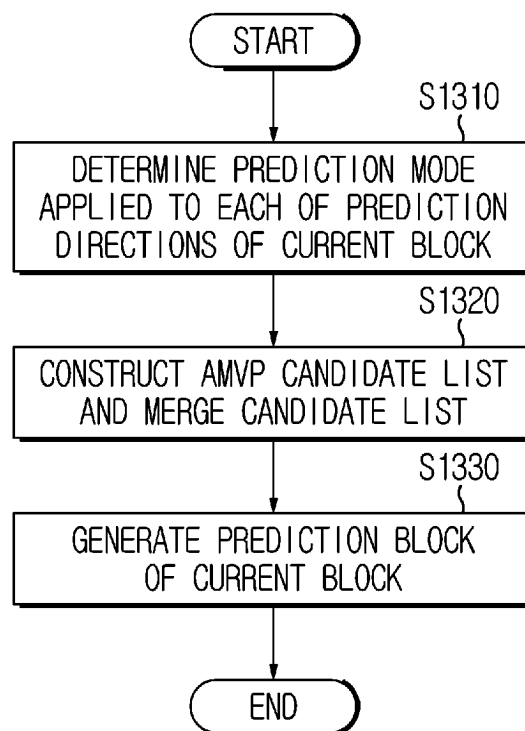 START
S1310
DETERMINE PREDICTION MODE
APPLIED TO EACH OF PREDICTION
DIRECTIONS OF CURRENT BLOCK
S1320
CONSTRUCT AMVP CANDIDATE LIST
AND MERGE CANDIDATE LIST
S1330
GENERATE PREDICTION BLOCK
OF CURRENT BLOCK
END